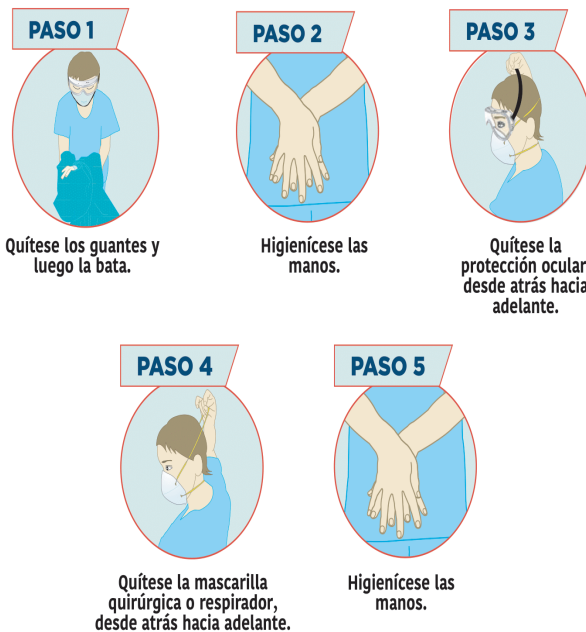 PASO 1
Quítese los guantes y
luego la bata.
PASO 2
Higienícese las
manos.
PASO 3
Quítese la
protección ocular
desde atrás hacia
adelante.
PASO 4
Quítese la mascarilla
quirúrgica o respirador,
desde atrás hacia adelante.
PASO 5
Higienícese las
manos.